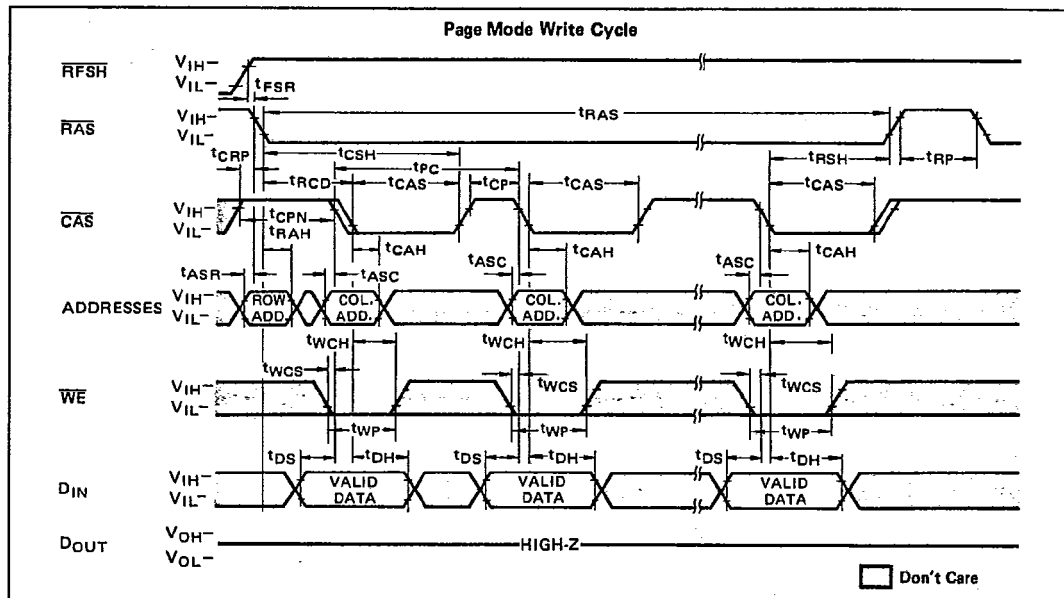 Page Mode Write Cycle
RFSH VIH– VIL–
tFSR
RAS VIH– VIL–
tRAS
tCRP tCSH tRSH tRP
tPC
tRCD tCAS tCP tCAS tCAS
CAS VIH– VIL–
tCPN
tRAH tCAH tCAH tCAH
tASR tASC tASC tASC
ADDRESSES VIH– VIL–
ROW ADD. COL. ADD. COL. ADD. COL. ADD.
tWCH tWCH tWCH
tWCS tWCS tWCS
WE VIH– VIL–
tWP tWP tWP
tDS tDH tDS tDH tDS tDH
DIN VIH– VIL–
VALID DATA VALID DATA VALID DATA
DOUT VOH– VOL–
HIGH-Z
Don't Care